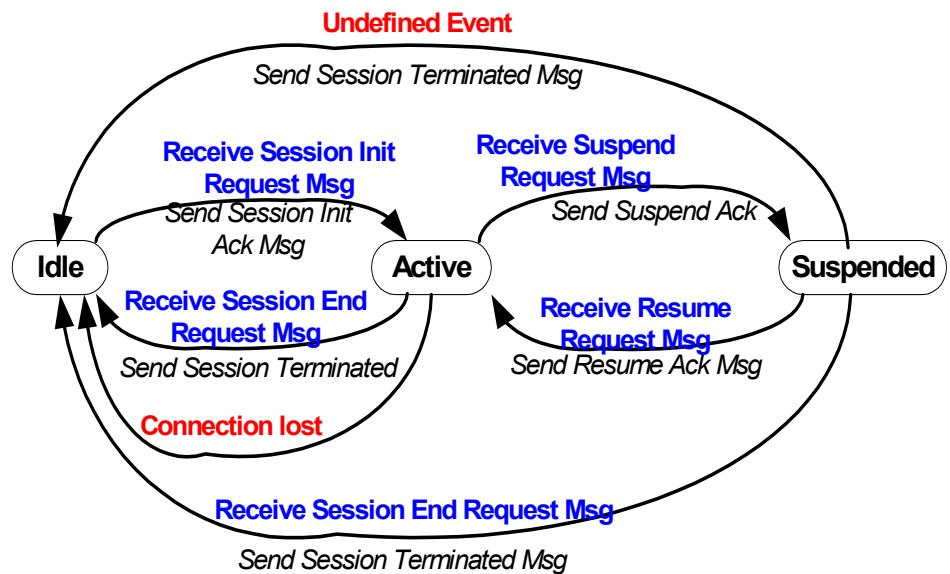 Undefined Event
Send Session Terminated Msg
Receive Session Init
Request Msg
Send Session Init
Ack Msg
Receive Suspend
Request Msg
Send Suspend Ack
Idle
Active
Suspended
Receive Session End
Request Msg
Send Session Terminated
Receive Resume
Request Msg
Send Resume Ack Msg
Connection lost
Receive Session End Request Msg
Send Session Terminated Msg